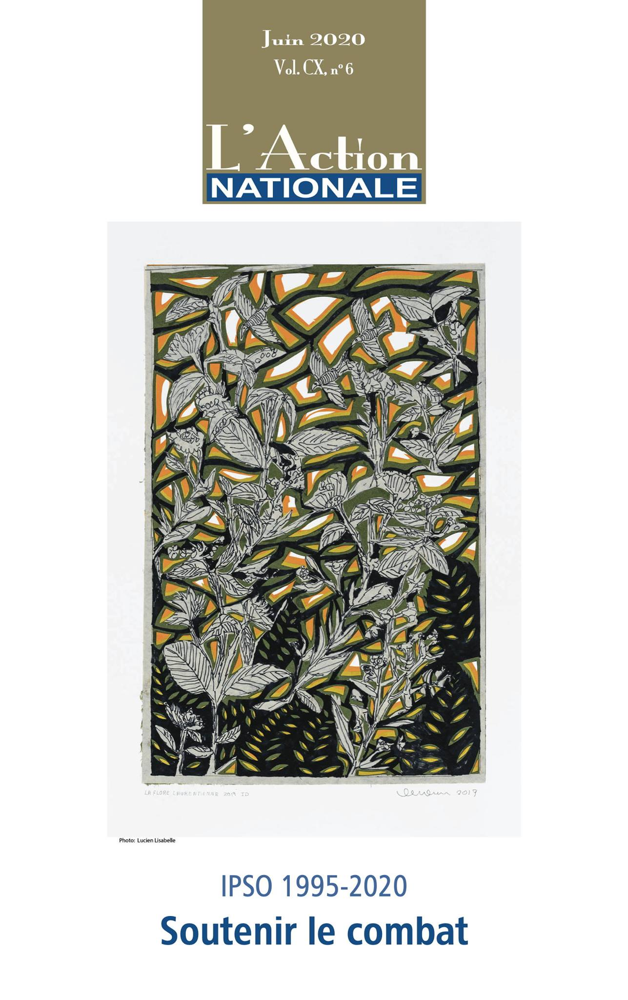 Juin 2020
Vol. CX, nº 6
L'Action
NATIONALE
LA FLORE LAURENTIENNE 2019 ID
2019
Photo: Lucien Lisabelle
IPSO 1995-2020
Soutenir le combat